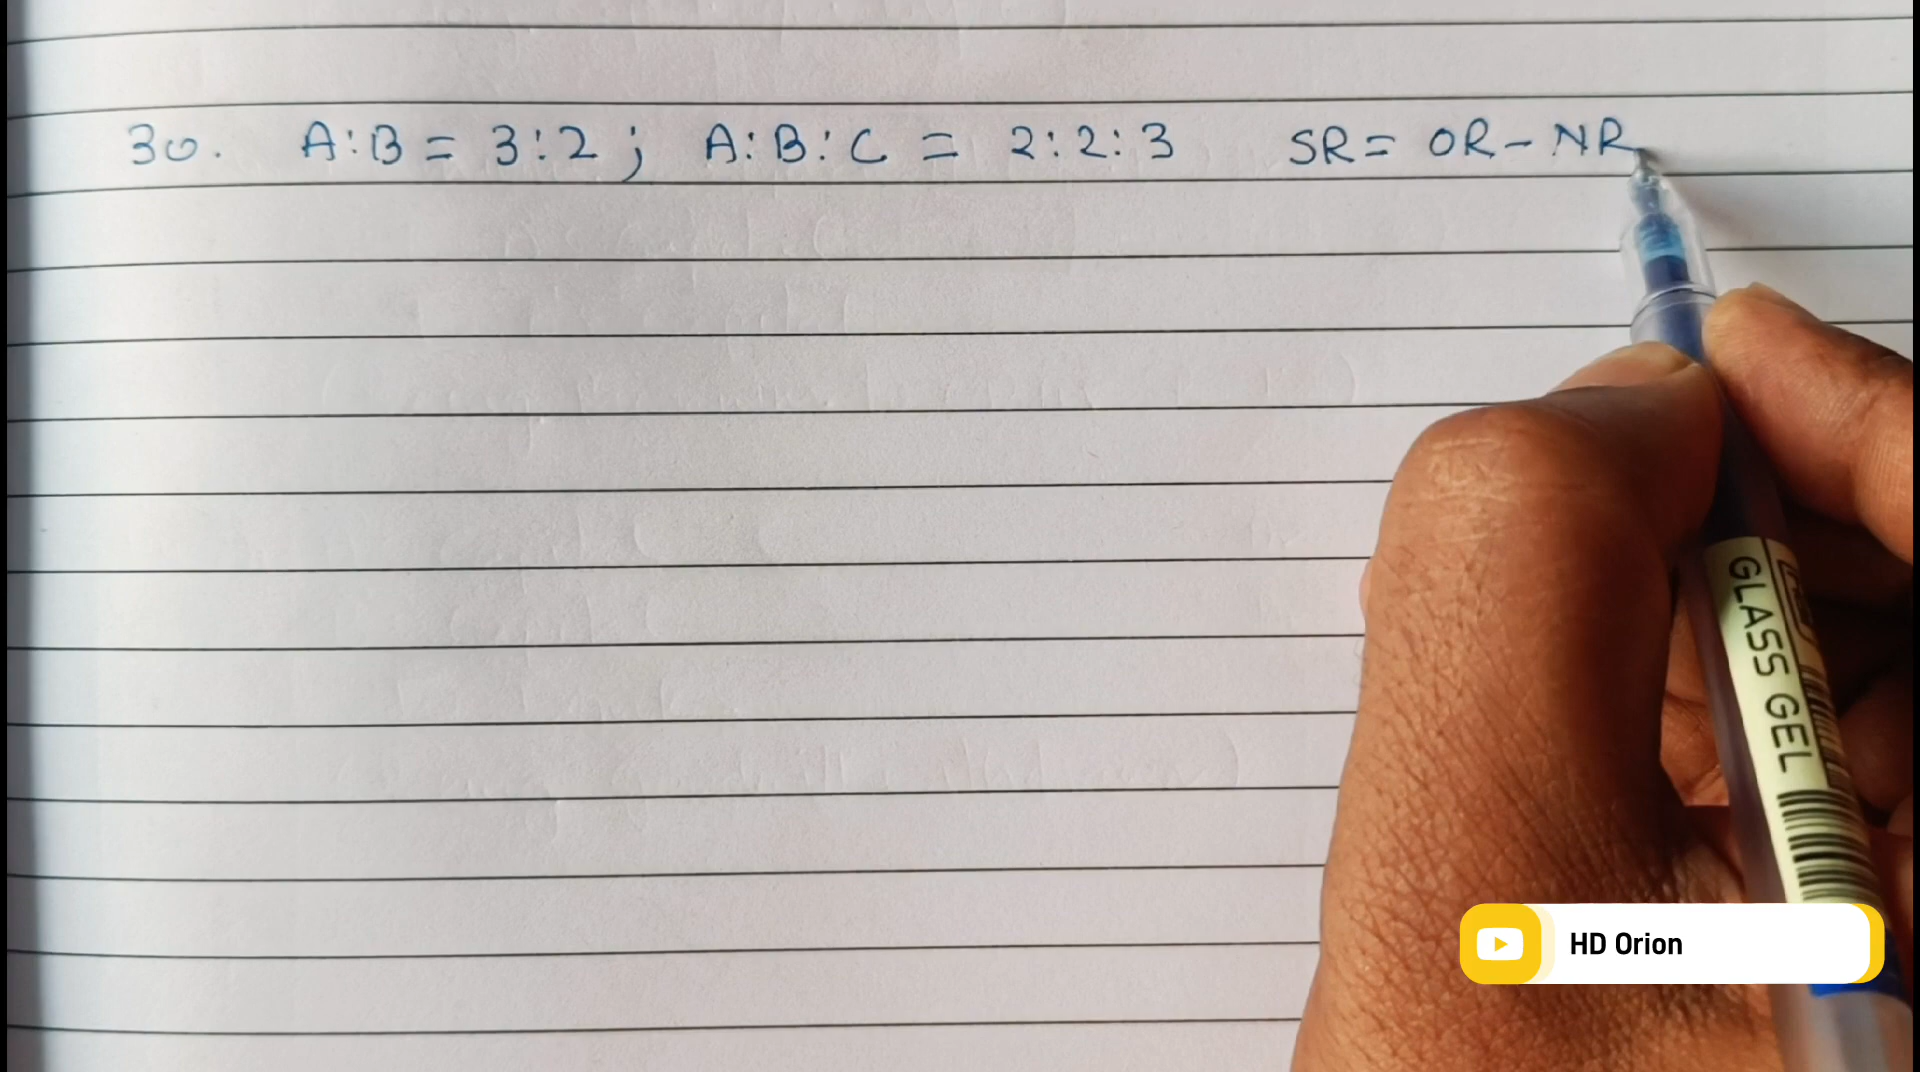 30. A:B = 3:2 ; A:B:C = 2:2:3 SR = OR - NR
GLASS GEL
HD Orion